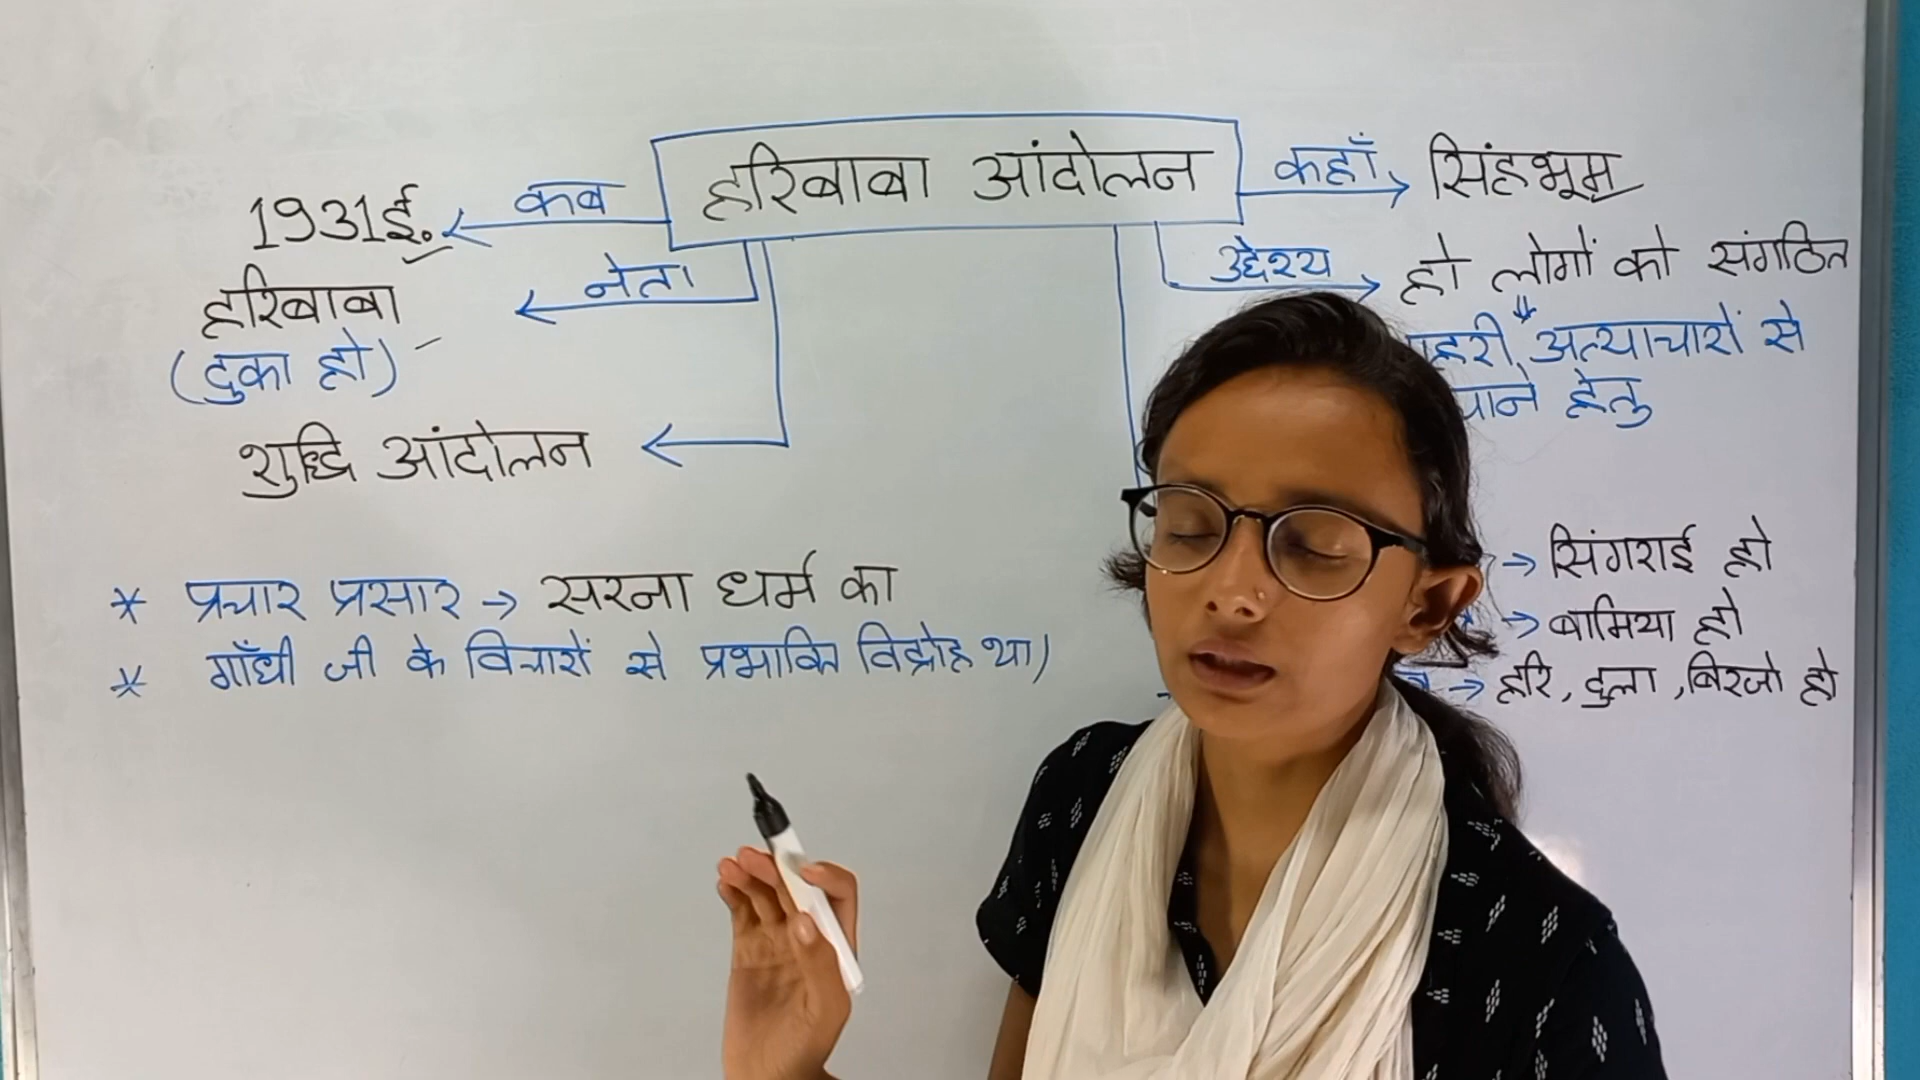 हरिबाबा आंदोलन
कब
1931ई.
नेता
हरिबाबा
(दुका हो)
शुद्धि आंदोलन
कहाँ
सिंहभूम
उद्देश्य
हो लोगों को संगठित
अत्याचारों से
हेतु
→ सिंगराई हो
→ बामिया हो
→ हरि, दुला, बिरजो हो
* प्रचार प्रसार → सरना धर्म का
* गाँधी जी के विचारों से प्रभावित विद्रोह था)